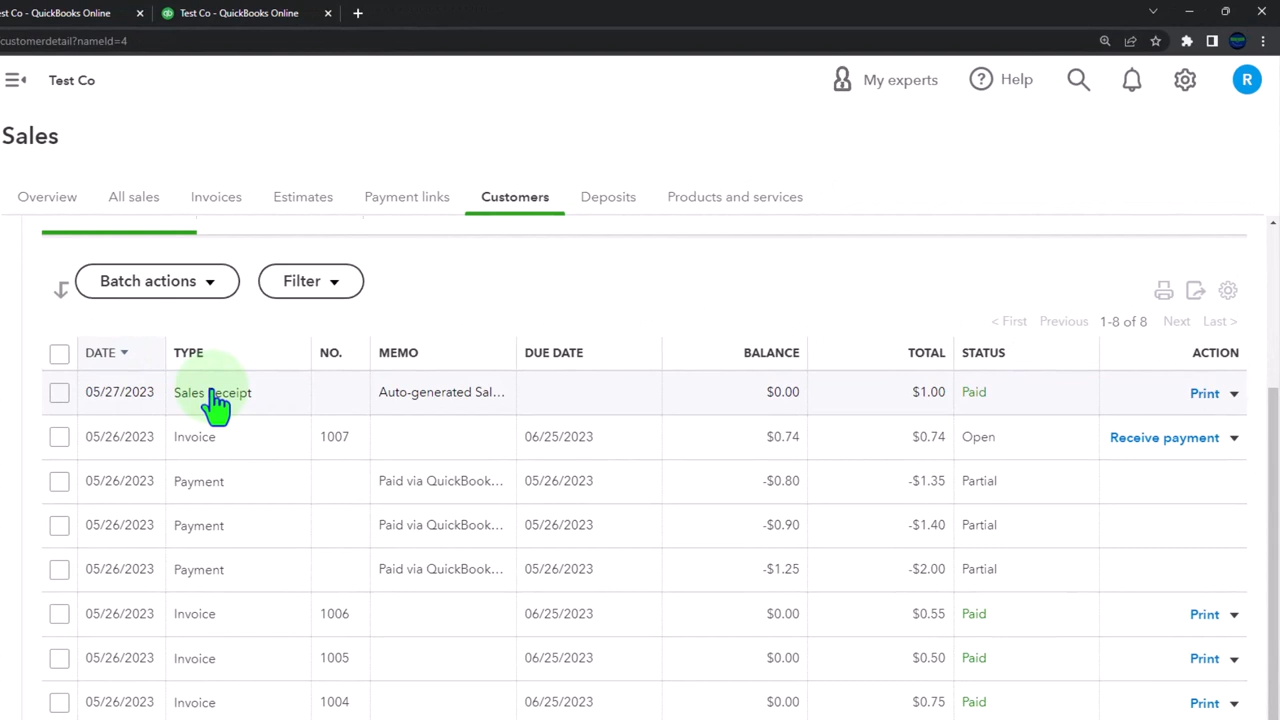 st Co - QuickBooks Online Test Co - QuickBooks Online
customerdetail?nameId=4
Test Co My experts Help R
Sales
Overview All sales Invoices Estimates Payment links Customers Deposits Products and services
Batch actions Filter
< First Previous 1-8 of 8 Next Last >
DATE TYPE NO. MEMO DUE DATE BALANCE TOTAL STATUS ACTION
05/27/2023 Sales Receipt Auto-generated Sal... $0.00 $1.00 Paid Print
05/26/2023 Invoice 1007 06/25/2023 $0.74 $0.74 Open Receive payment
05/26/2023 Payment Paid via QuickBook... 05/26/2023 -$0.80 -$1.35 Partial
05/26/2023 Payment Paid via QuickBook... 05/26/2023 -$0.90 -$1.40 Partial
05/26/2023 Payment Paid via QuickBook... 05/26/2023 -$1.25 -$2.00 Partial
05/26/2023 Invoice 1006 06/25/2023 $0.00 $0.55 Paid Print
05/26/2023 Invoice 1005 06/25/2023 $0.00 $0.50 Paid Print
05/26/2023 Invoice 1004 06/25/2023 $0.00 $0.75 Paid Print